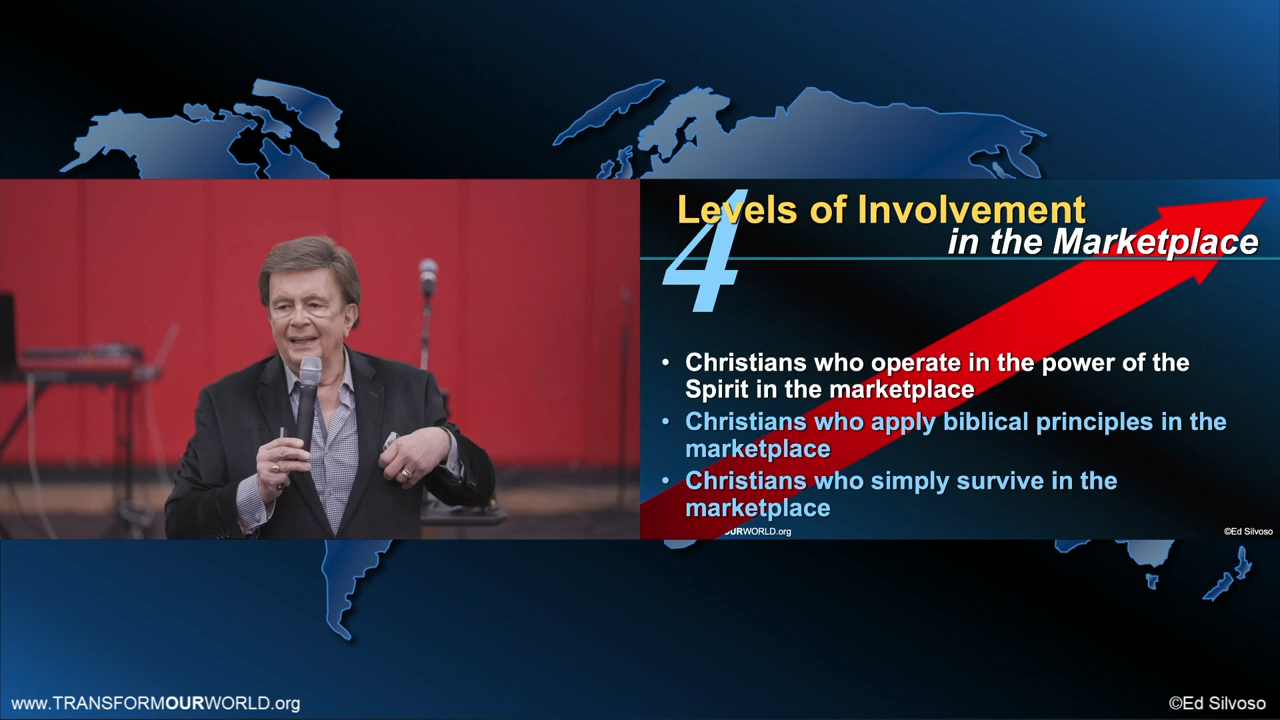 4
Levels of Involvement
in the Marketplace
• Christians who operate in the power of the
Spirit in the marketplace
• Christians who apply biblical principles in the
marketplace
• Christians who simply survive in the
marketplace
OURWORLD.org
©Ed Silvoso
www.TRANSFORMOURWORLD.org
©Ed Silvoso